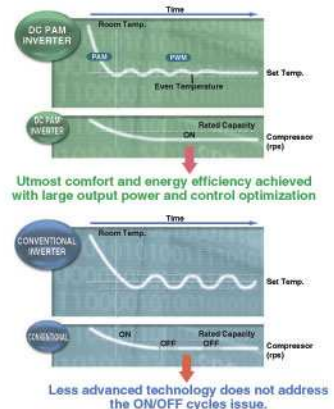 Time
DC PAM
INVERTER
Room Temp.
PAM
PWM
Set Temp.
Even Temperature
DC PAM
INVERTER
Rated Capacity
ON
Compressor
(rps)
Utmost comfort and energy efficiency achieved
with large output power and control optimization
Time
CONVENTIONAL
INVERTER
Room Temp.
Set Temp.
CONVENTIONAL
ON
OFF
Rated Capacity
OFF
Compressor
(rps)
Less advanced technology does not address
the ON/OFF cycles issue.